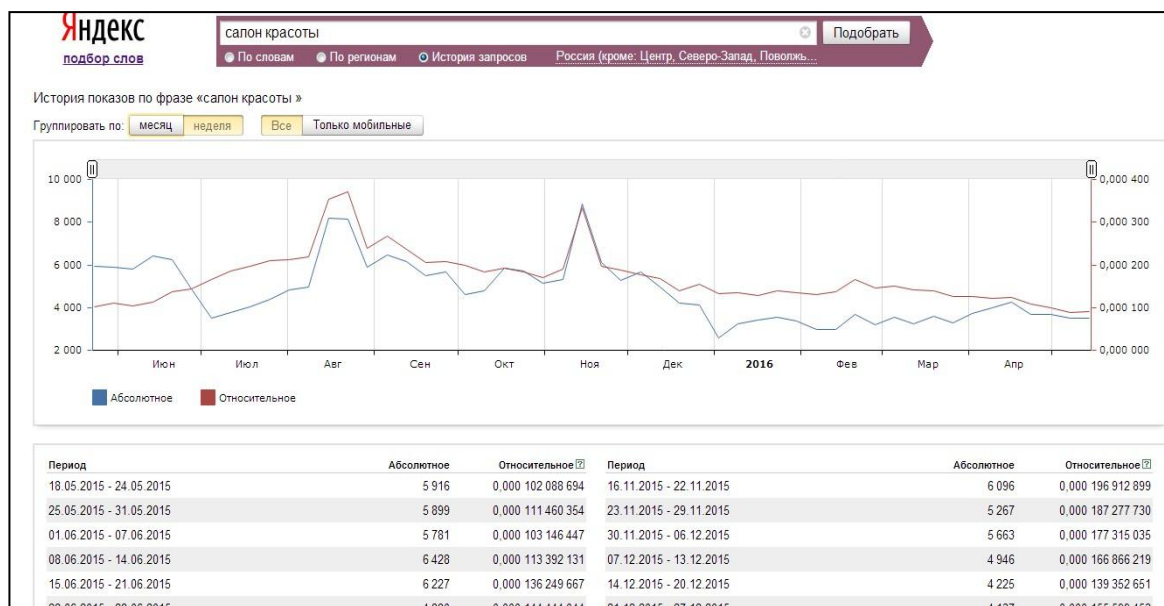 Яндекс
подбор слов
салон красоты
Подобрать
По словам По регионам История запросов Россия (кроме: Центр, Северо-Запад, Поволжь...
История показов по фразе «салон красоты »
Группировать по: месяц неделя Все Только мобильные
10 000 0,000 400
8 000 0,000 300
6 000 0,000 200
4 000 0,000 100
2 000 0,000 000
Июн Июл Авг Сен Окт Ноя Дек 2016 Фев Мар Апр
Абсолютное Относительное
Период Абсолютное Относительное ? Период Абсолютное Относительное ?
18.05.2015 - 24.05.2015 5 916 0,000 102 088 694 16.11.2015 - 22.11.2015 6 096 0,000 196 912 899
25.05.2015 - 31.05.2015 5 899 0,000 111 460 354 23.11.2015 - 29.11.2015 5 267 0,000 187 277 730
01.06.2015 - 07.06.2015 5 781 0,000 103 146 447 30.11.2015 - 06.12.2015 5 663 0,000 177 315 035
08.06.2015 - 14.06.2015 6 428 0,000 113 392 131 07.12.2015 - 13.12.2015 4 946 0,000 166 866 219
15.06.2015 - 21.06.2015 6 227 0,000 136 249 667 14.12.2015 - 20.12.2015 4 225 0,000 139 352 651